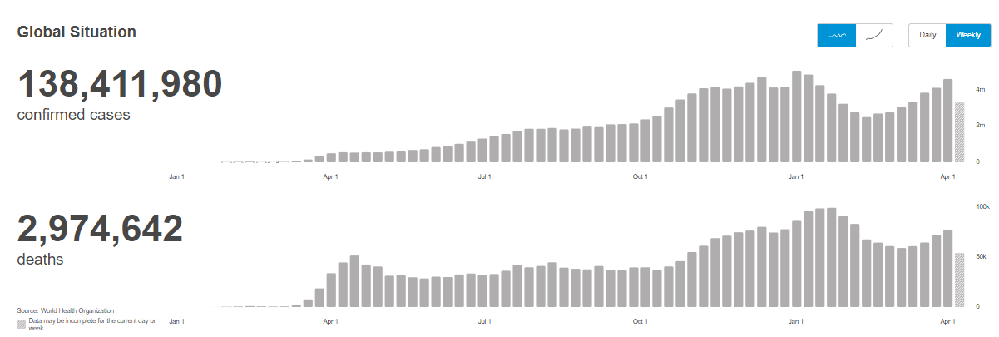 Global Situation
Daily
Weekly
138,411,980
confirmed cases
4m
2m
0
Jan 1
Apr 1
Jul 1
Oct 1
Jan 1
Apr 1
2,974,642
deaths
100k
50k
0
Source: World Health Organization
Data may be incomplete for the current day or
week.
Jan 1
Apr 1
Jul 1
Oct 1
Jan 1
Apr 1